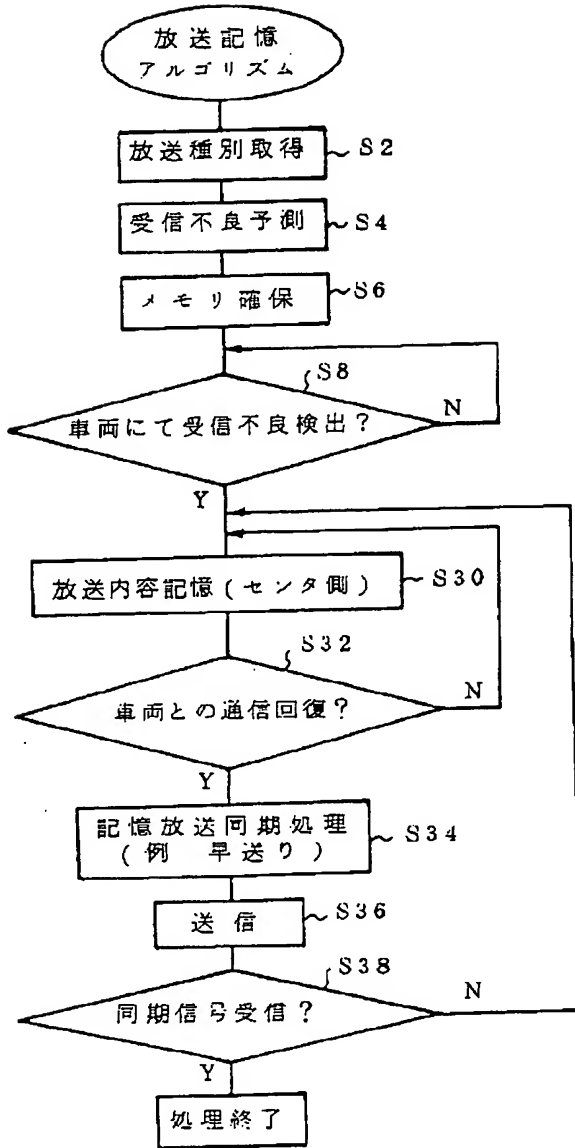 放送記憶
アルゴリズム
放送種別取得 S2
受信不良予測 S4
メモリ確保 S6
S8
車両にて受信不良検出? N
Y
放送内容記憶(センタ側) S30
S32
車両との通信回復? N
Y
記憶放送同期処理
(例 早送り) S34
送信 S36
S38
同期信号受信? N
Y
処理終了